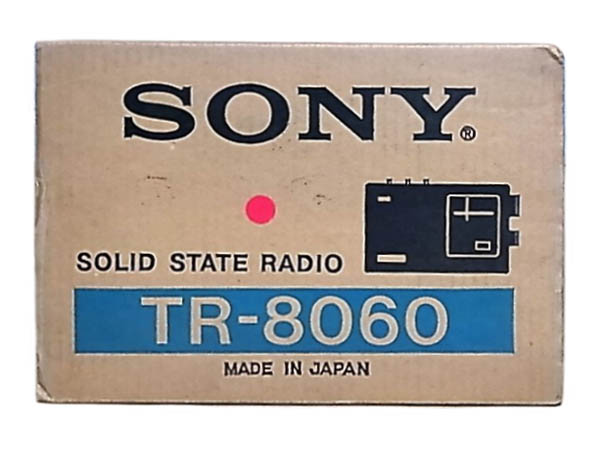 SONY®
SOLID STATE RADIO
TR-8060
MADE IN JAPAN